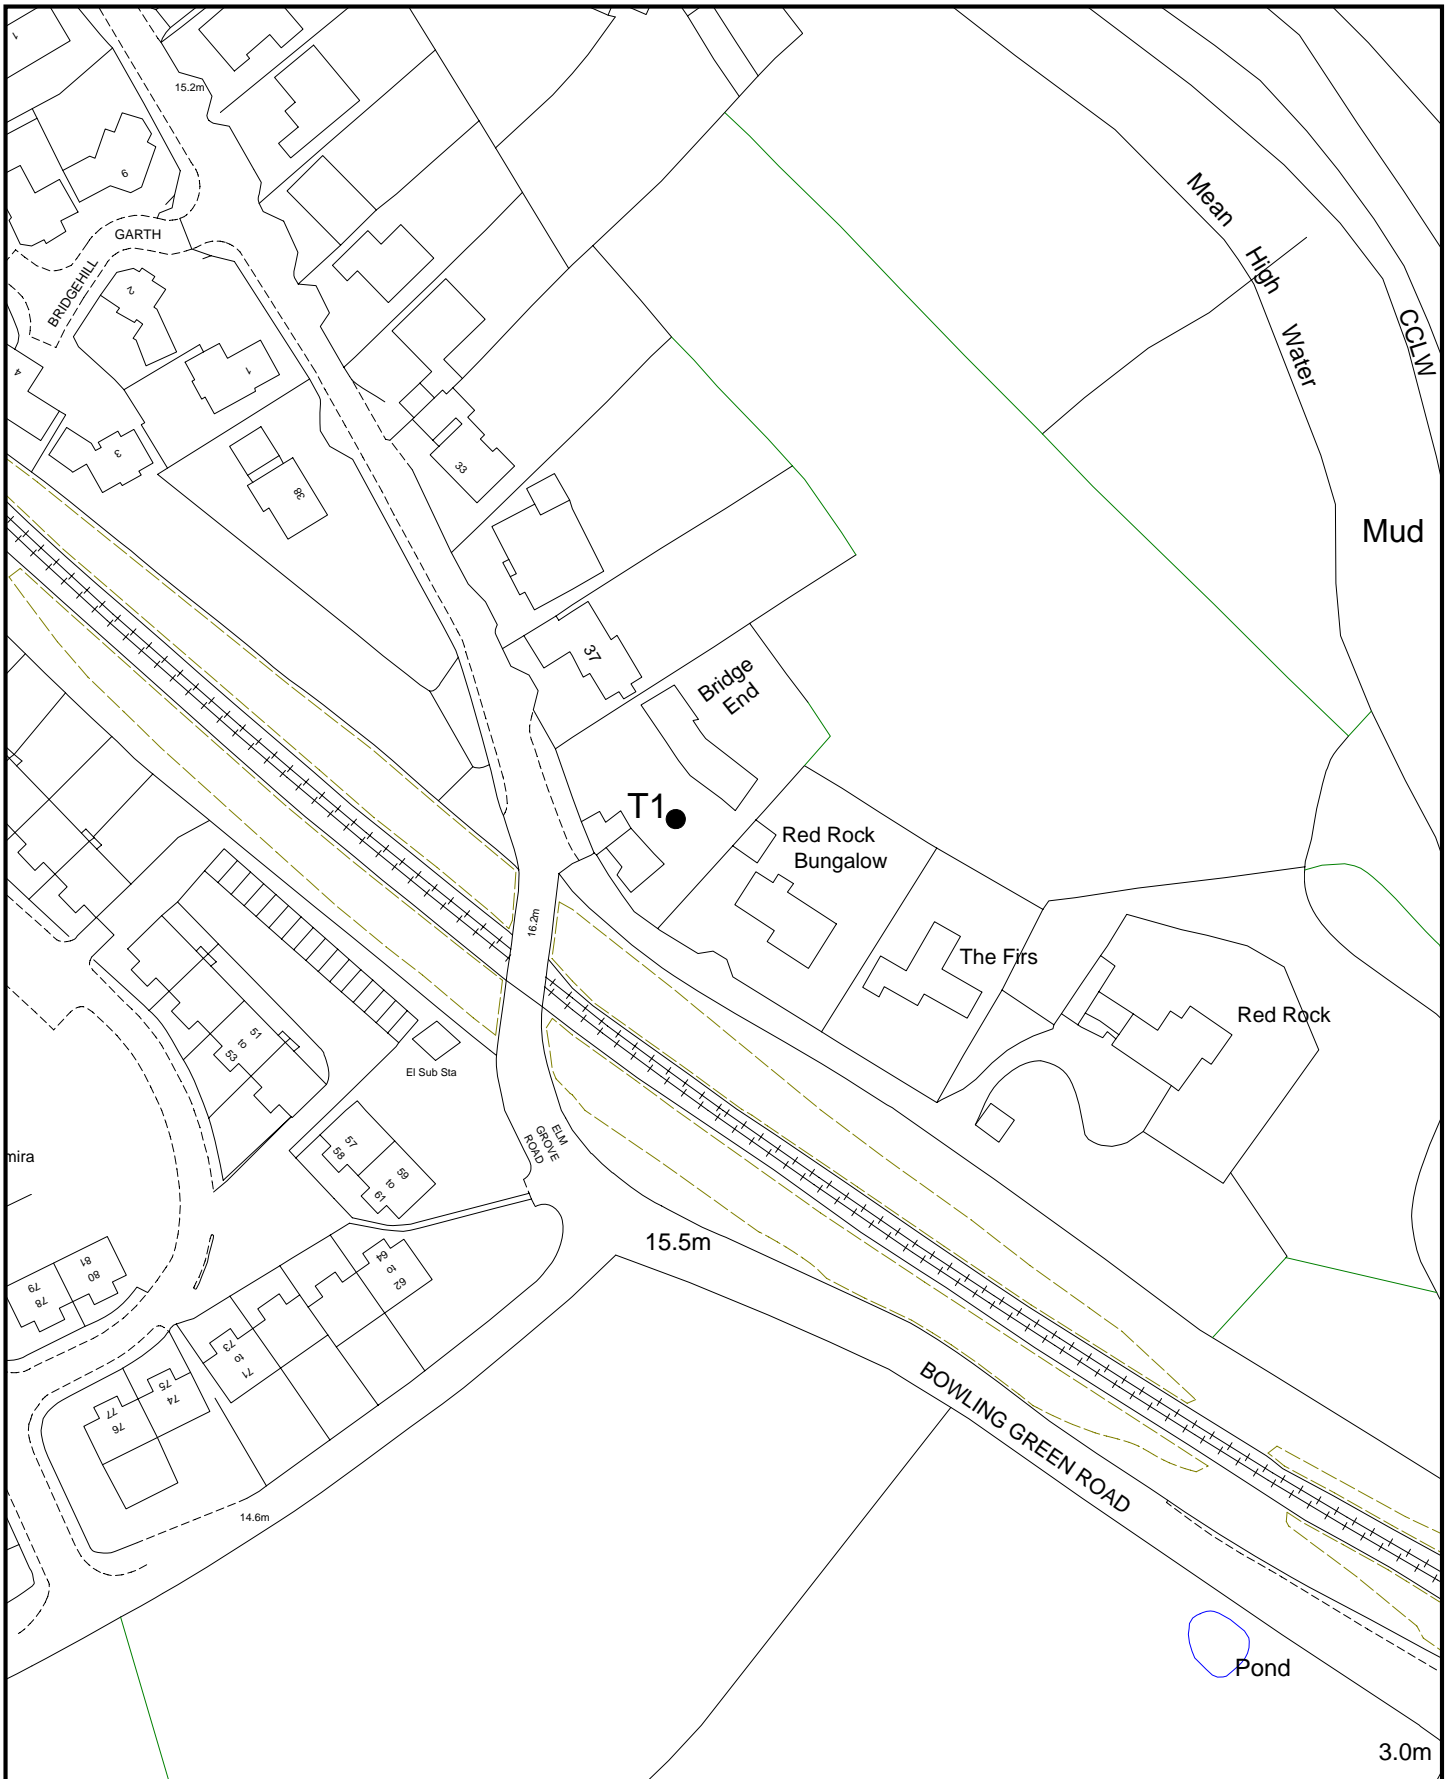 1
15.2m
6
GARTH
BRIDGEHILL
2
1
4
3
38
33
Mean
High
Water
CCLW
Mud
37
Bridge
End
T1
Red Rock
Bungalow
The Firs
Red Rock
16.2m
51
to
53
El Sub Sta
57
58
59
to
61
ELM
GROVE
ROAD
mira
15.5m
64
to
62
81
80
79
78
73
to
71
75
74
77
76
BOWLING GREEN ROAD
14.6m
Pond
3.0m